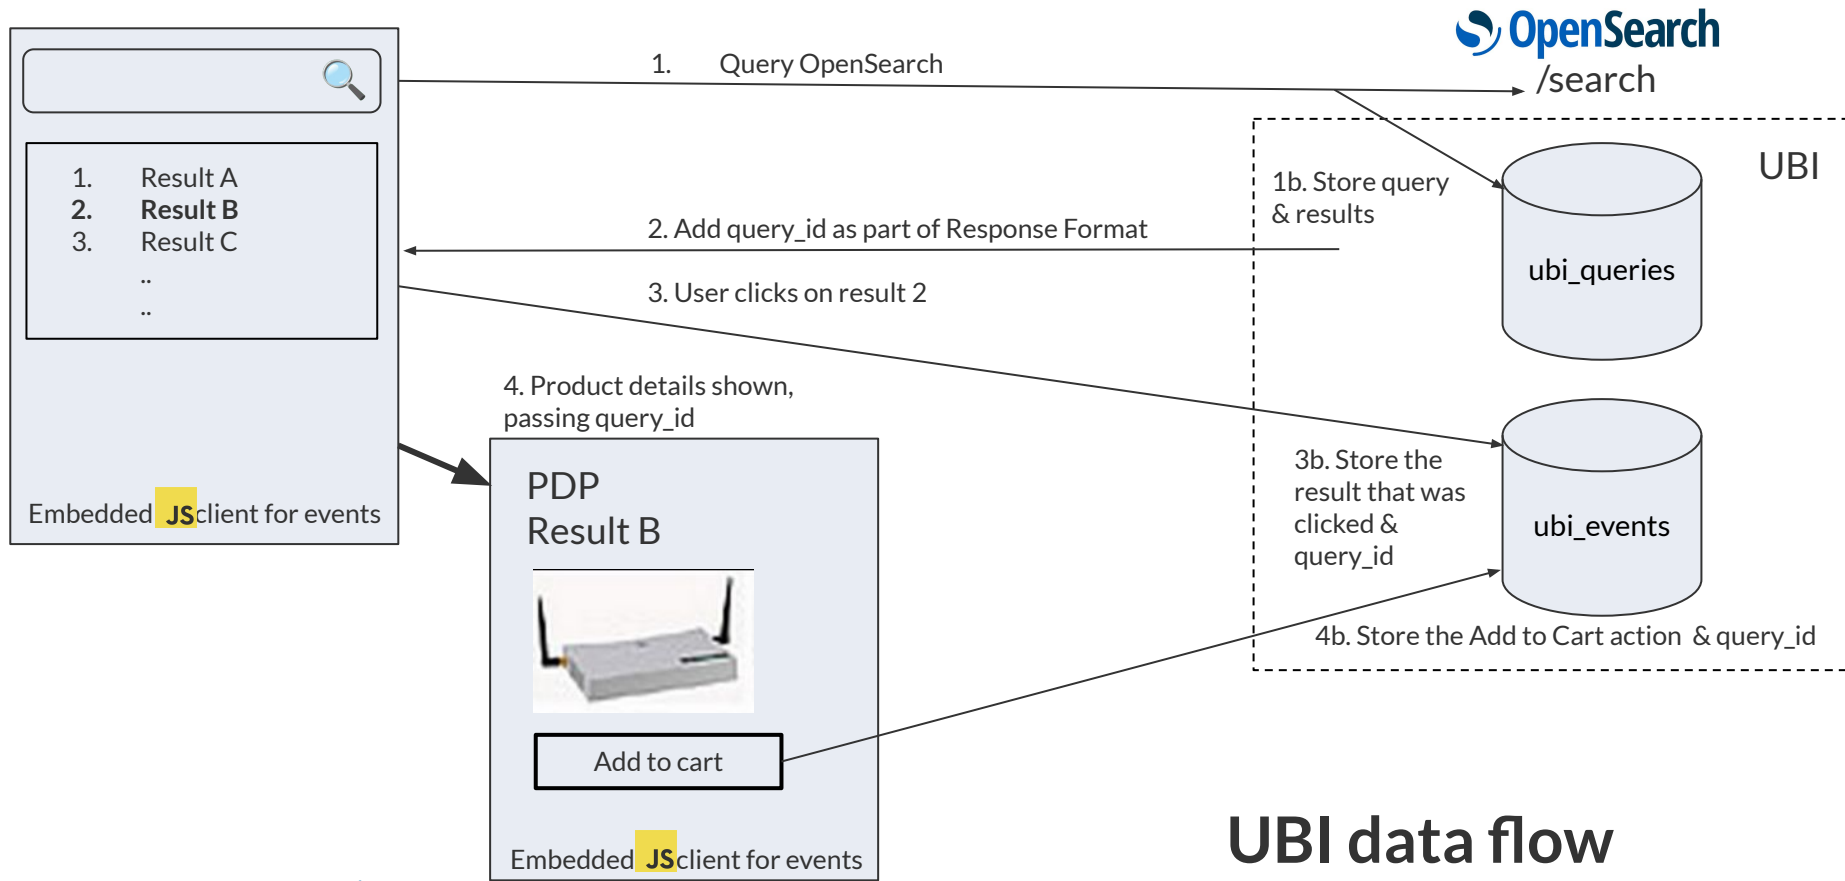 OpenSearch
/search
1. Query OpenSearch
1. Result A
2. Result B
3. Result C
..
..
Embedded JS client for events
UBI
1b. Store query
& results
ubi_queries
2. Add query_id as part of Response Format
3. User clicks on result 2
4. Product details shown,
passing query_id
PDP
Result B
Add to cart
Embedded JS client for events
3b. Store the
result that was
clicked &
query_id
ubi_events
4b. Store the Add to Cart action & query_id
UBI data flow